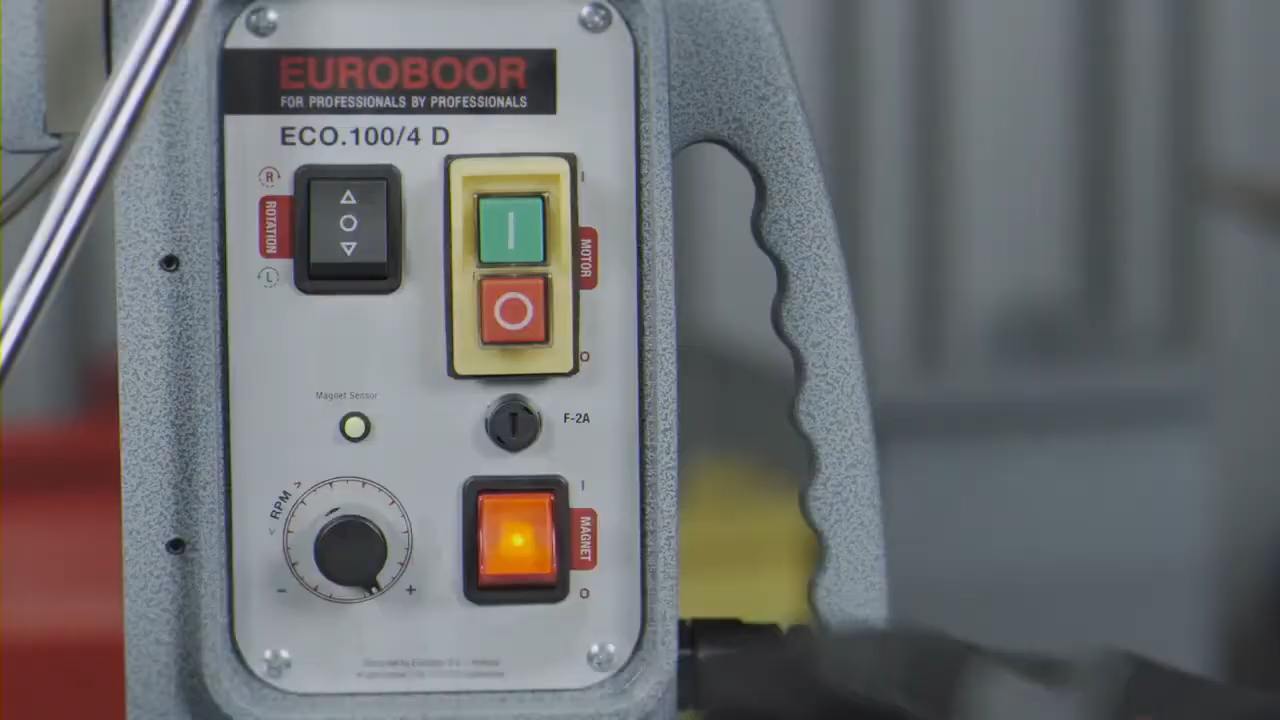 EUROBOOR
FOR PROFESSIONALS BY PROFESSIONALS
ECO.100/4 D
R
ROTATION
L
I
MOTOR
O
Magnet Sensor
F-2A
< RPM >
- +
I
MAGNET
O